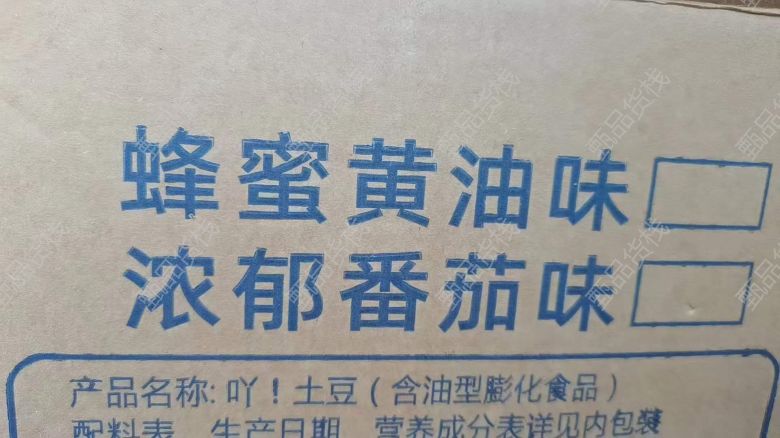 蜂蜜黄油味
浓郁番茄味
产品名称: 吖！土豆（含油型膨化食品）
配料表、生产日期、营养成分表详见内包装